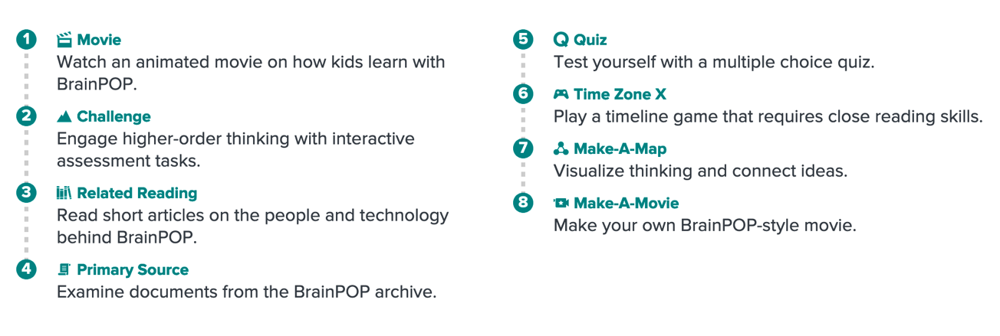 1 Movie
Watch an animated movie on how kids learn with
BrainPOP.
2 Challenge
Engage higher-order thinking with interactive
assessment tasks.
3 Related Reading
Read short articles on the people and technology
behind BrainPOP.
4 Primary Source
Examine documents from the BrainPOP archive.
5 Quiz
Test yourself with a multiple choice quiz.
6 Time Zone X
Play a timeline game that requires close reading skills.
7 Make-A-Map
Visualize thinking and connect ideas.
8 Make-A-Movie
Make your own BrainPOP-style movie.